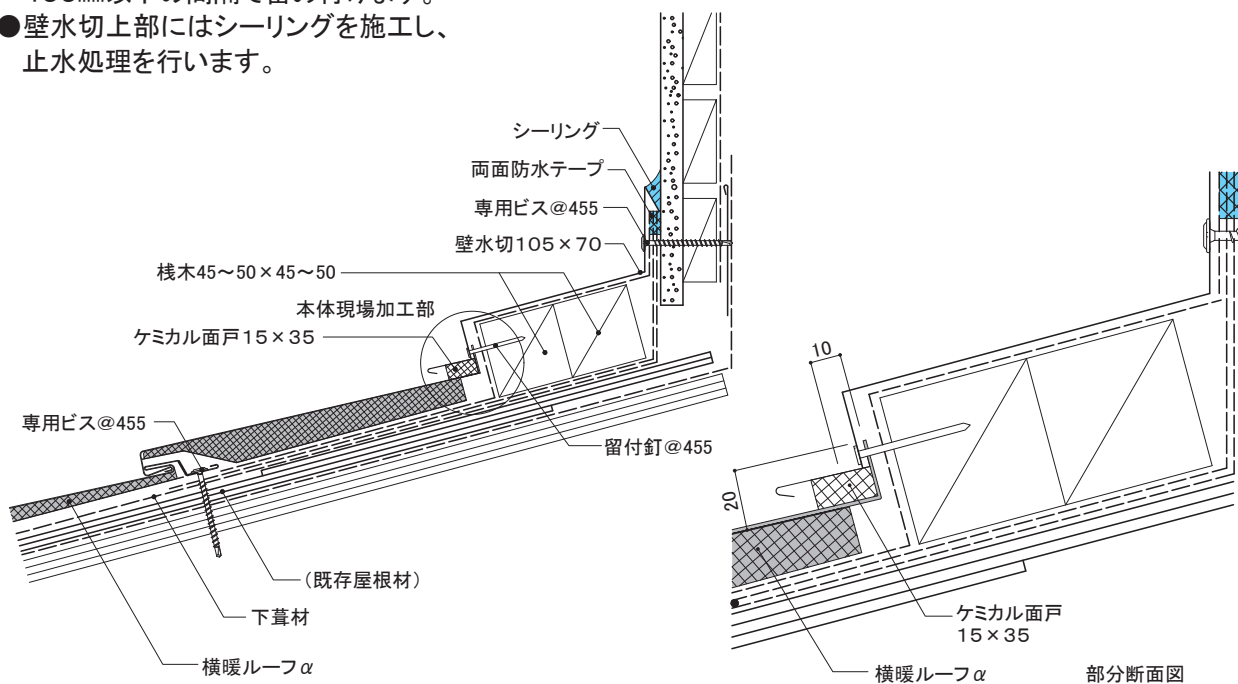 ●壁水切上部にはシーリングを施工し、
止水処理を行います。
シーリング
両面防水テープ
専用ビス@455
壁水切105×70
桟木45～50×45～50
本体現場加工部
ケミカル面戸15×35
専用ビス@455
留付釘@455
(既存屋根材)
下葺材
横暖ルーフα
10
20
ケミカル面戸
15×35
横暖ルーフα
部分断面図